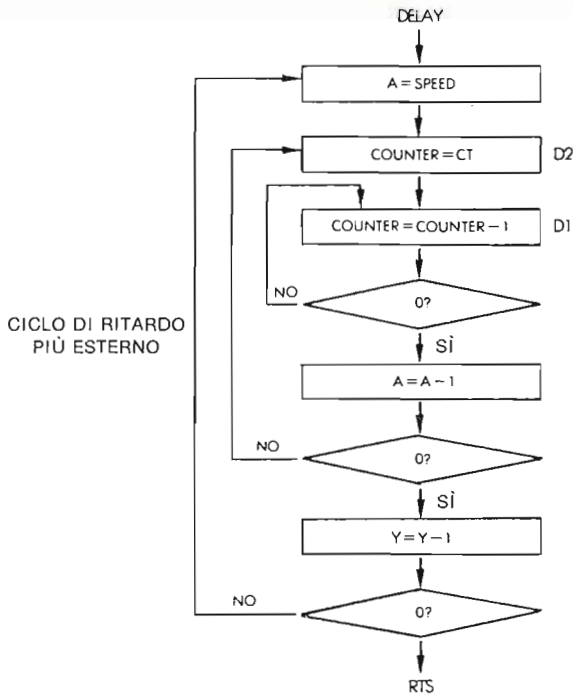 DELAY
A = SPEED
COUNTER = CT
D2
COUNTER = COUNTER - 1
D1
NO
0?
CICLO DI RITARDO
PIÙ ESTERNO
SÌ
A = A - 1
NO
0?
SÌ
Y = Y - 1
NO
0?
RTS